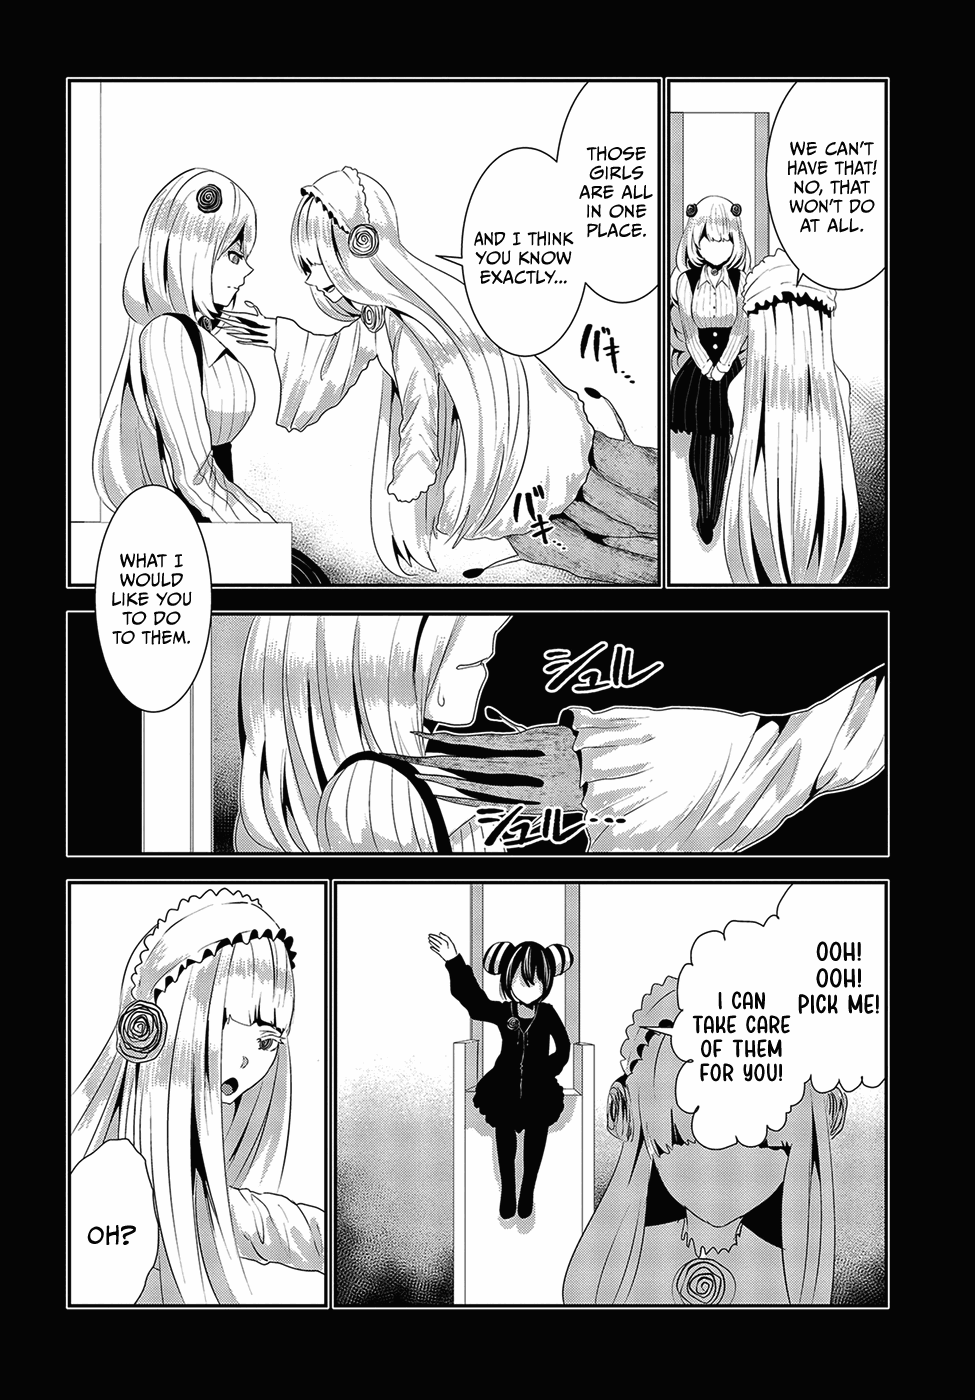 WE CAN'T
HAVE THAT!
NO, THAT
WON'T DO
AT ALL.
THOSE
GIRLS
ARE ALL
IN ONE
PLACE.
AND I THINK
YOU KNOW
EXACTLY...
バキ…
バキ…
WHAT I
WOULD
LIKE YOU
TO DO
TO THEM.
シュル
シュル…
OOH!
OOH!
PICK ME!
I CAN
TAKE CARE
OF THEM
FOR YOU!
OH?